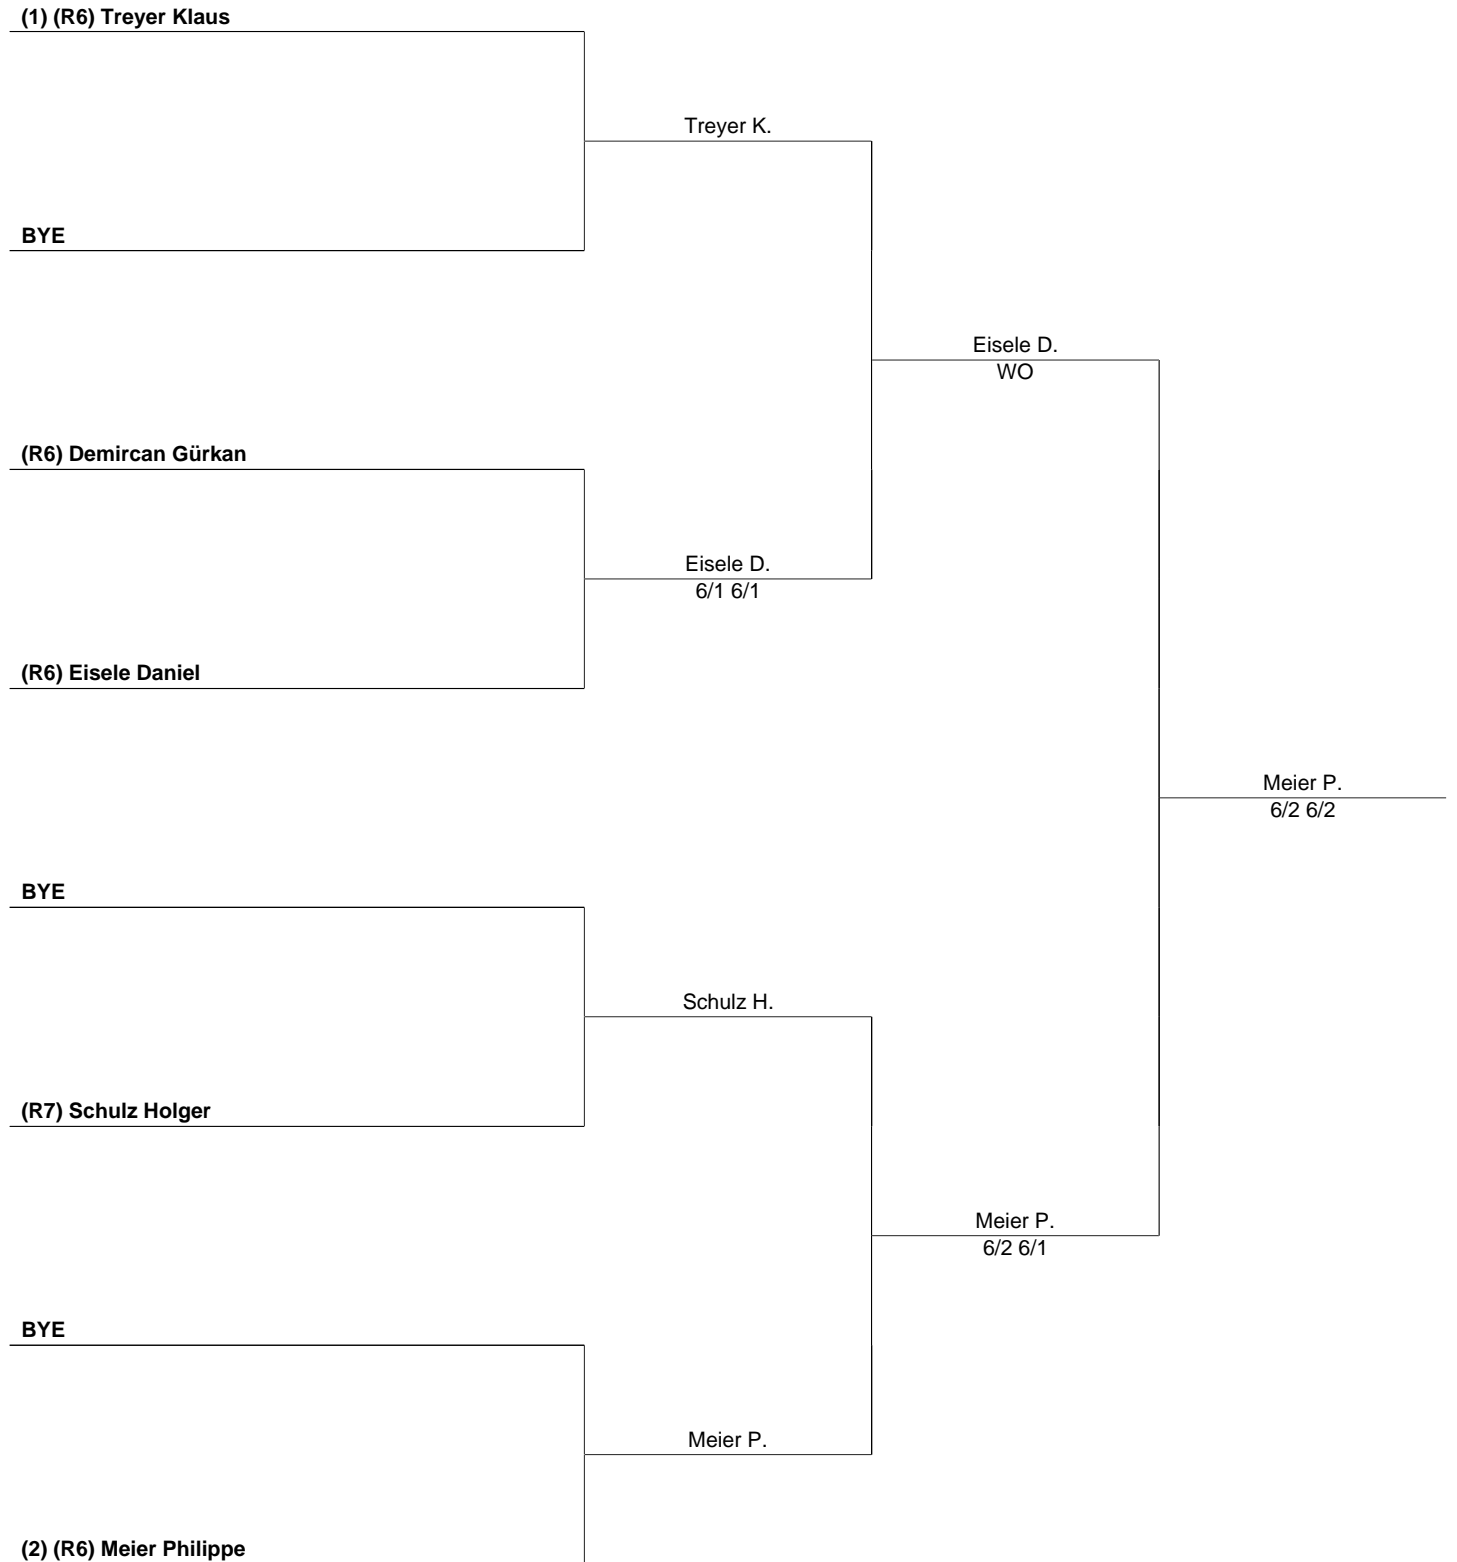 (1) (R6) Treyer Klaus
Treyer K.
BYE
Eisele D.
WO
(R6) Demircan Gürkan
Eisele D.
6/1 6/1
(R6) Eisele Daniel
Meier P.
6/2 6/2
BYE
Schulz H.
(R7) Schulz Holger
Meier P.
6/2 6/1
BYE
Meier P.
(2) (R6) Meier Philippe